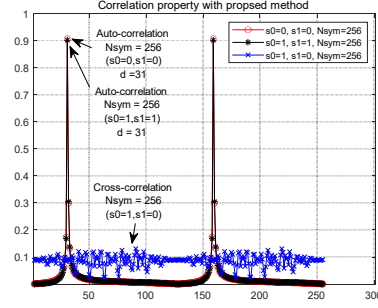 Correlation property with propsed method
1
0.9
0.8
0.7
0.6
0.5
0.4
0.3
0.2
0.1
50
100
150
200
250
300
Auto-correlation
Nsym = 256
(s0=0,s1=0)
d =31
Auto-correlation
Nsym = 256
(s0=1,s1=1)
d = 31
Cross-correlation
Nsym = 256
(s0=1,s1=0)
s0=0, s1=0, Nsym=256
s0=1, s1=1, Nsym=256
s0=1, s1=0, Nsym=256